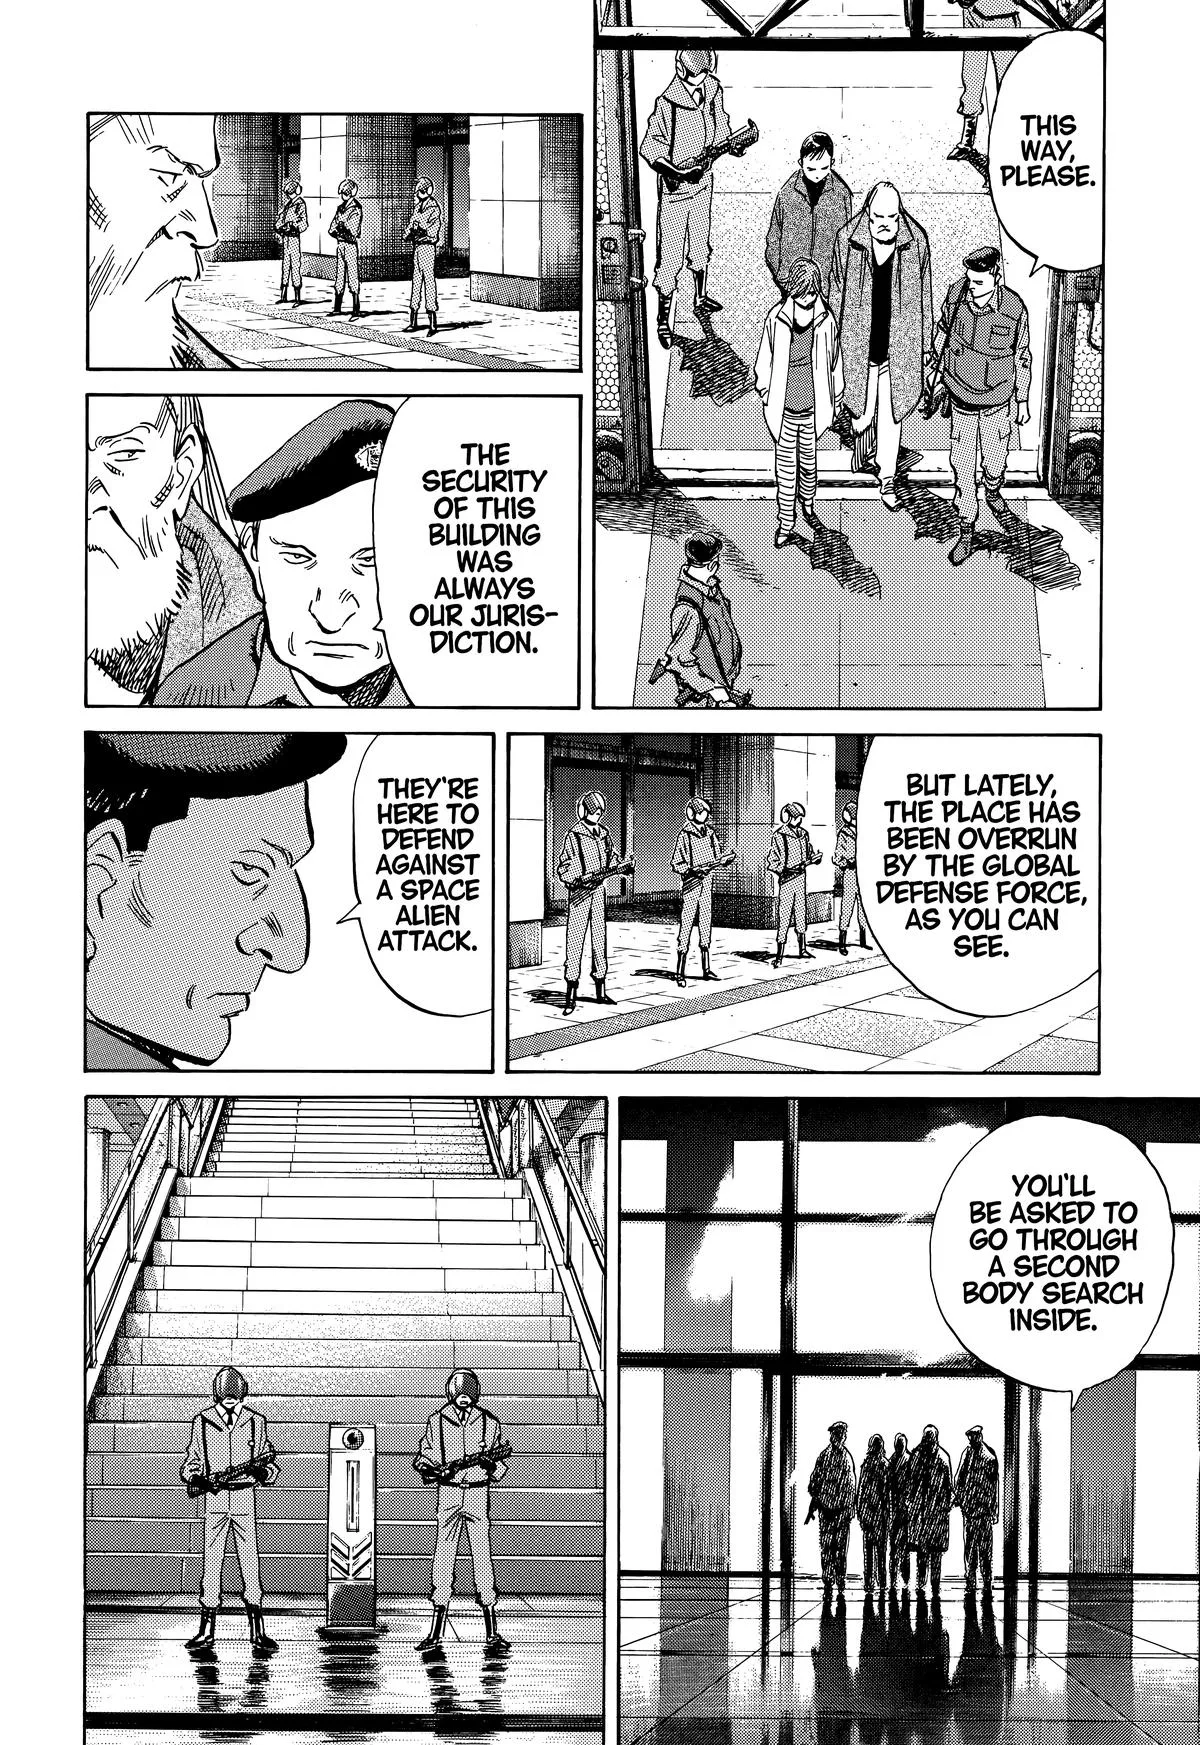 THIS
WAY,
PLEASE.
THE
SECURITY
OF THIS
BUILDING
WAS
ALWAYS
OUR JURIS-
DICTION.
BUT LATELY,
THE PLACE HAS
BEEN OVERRUN
BY THE GLOBAL
DEFENSE FORCE,
AS YOU CAN
SEE.
THEY'RE
HERE TO
DEFEND
AGAINST
A SPACE
ALIEN
ATTACK.
YOU'LL
BE ASKED TO
GO THROUGH
A SECOND
BODY SEARCH
INSIDE.